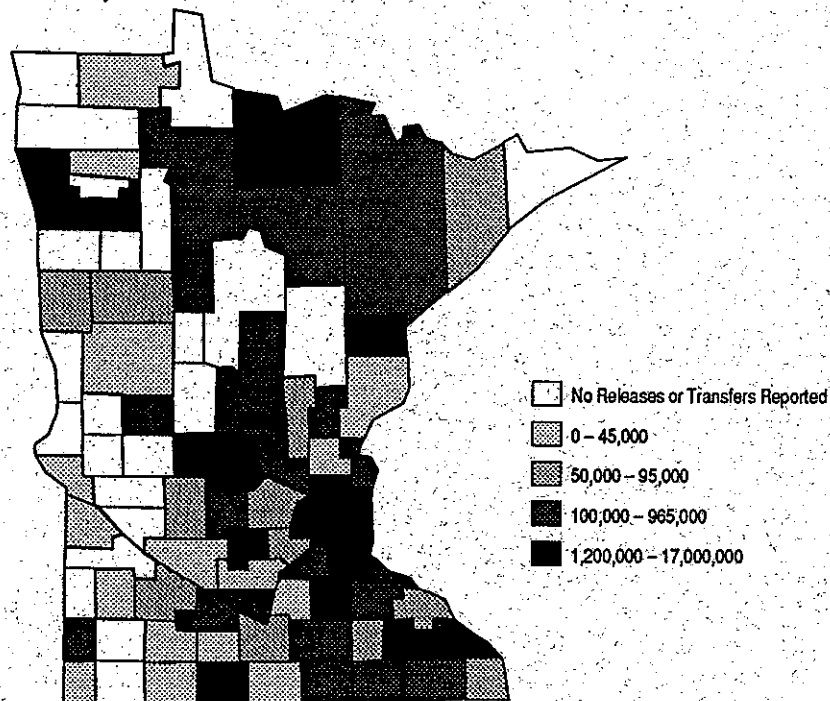 No Releases or Transfers Reported
0 – 45,000
50,000 – 95,000
100,000 – 965,000
1,200,000 – 17,000,000